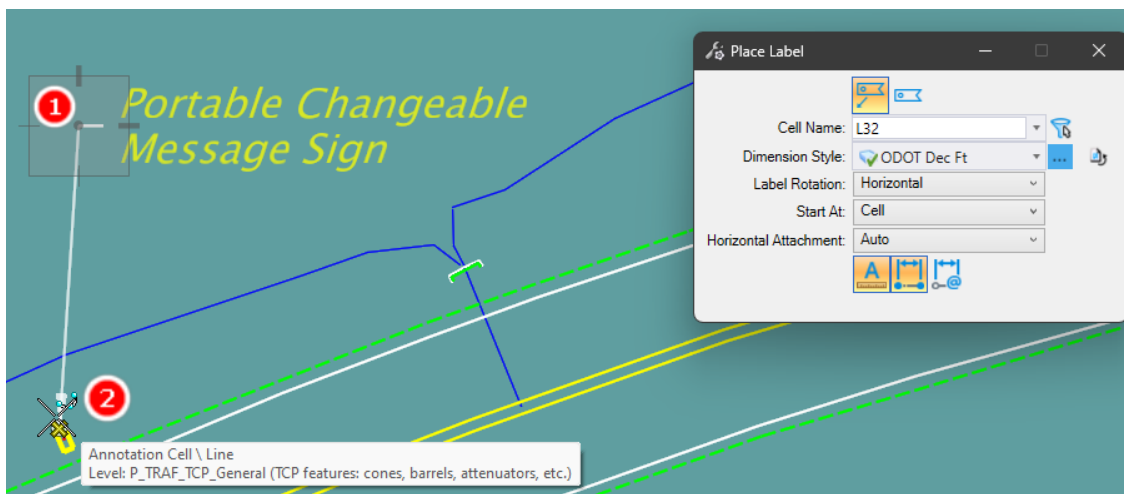 Place Label
1
Portable Changeable
Message Sign
Cell Name: L32
Dimension Style: ODOT Dec Ft
Label Rotation: Horizontal
Start At: Cell
Horizontal Attachment: Auto
A
@
2
Annotation Cell \ Line
Level: P_TRAF_TCP_General (TCP features: cones, barrels, attenuators, etc.)